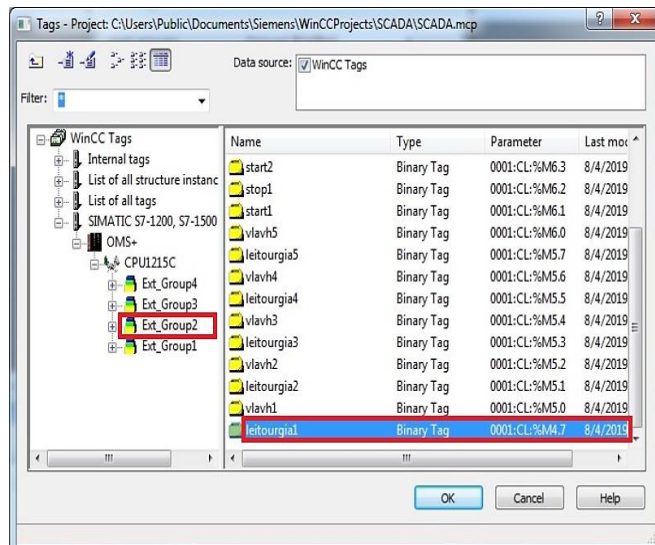 Tags - Project: C:\Users\Public\Documents\Siemens\WinCCProjects\SCADA\SCADA.mcp
Data source: WinCC Tags
Filter: *
WinCC Tags
Internal tags
List of all structure instanc
List of all tags
SIMATIC S7-1200, S7-1500
OMS+
CPU1215C
Ext_Group4
Ext_Group3
Ext_Group2
Ext_Group1
Name Type Parameter Last mod
start2 Binary Tag 0001:CL:%M6.3 8/4/2019
stop1 Binary Tag 0001:CL:%M6.2 8/4/2019
start1 Binary Tag 0001:CL:%M6.1 8/4/2019
vlavh5 Binary Tag 0001:CL:%M6.0 8/4/2019
leitourgia5 Binary Tag 0001:CL:%M5.7 8/4/2019
vlavh4 Binary Tag 0001:CL:%M5.6 8/4/2019
leitourgia4 Binary Tag 0001:CL:%M5.5 8/4/2019
vlavh3 Binary Tag 0001:CL:%M5.4 8/4/2019
leitourgia3 Binary Tag 0001:CL:%M5.3 8/4/2019
vlavh2 Binary Tag 0001:CL:%M5.2 8/4/2019
leitourgia2 Binary Tag 0001:CL:%M5.1 8/4/2019
vlavh1 Binary Tag 0001:CL:%M5.0 8/4/2019
leitourgia1 Binary Tag 0001:CL:%M4.7 8/4/2019
OK Cancel Help